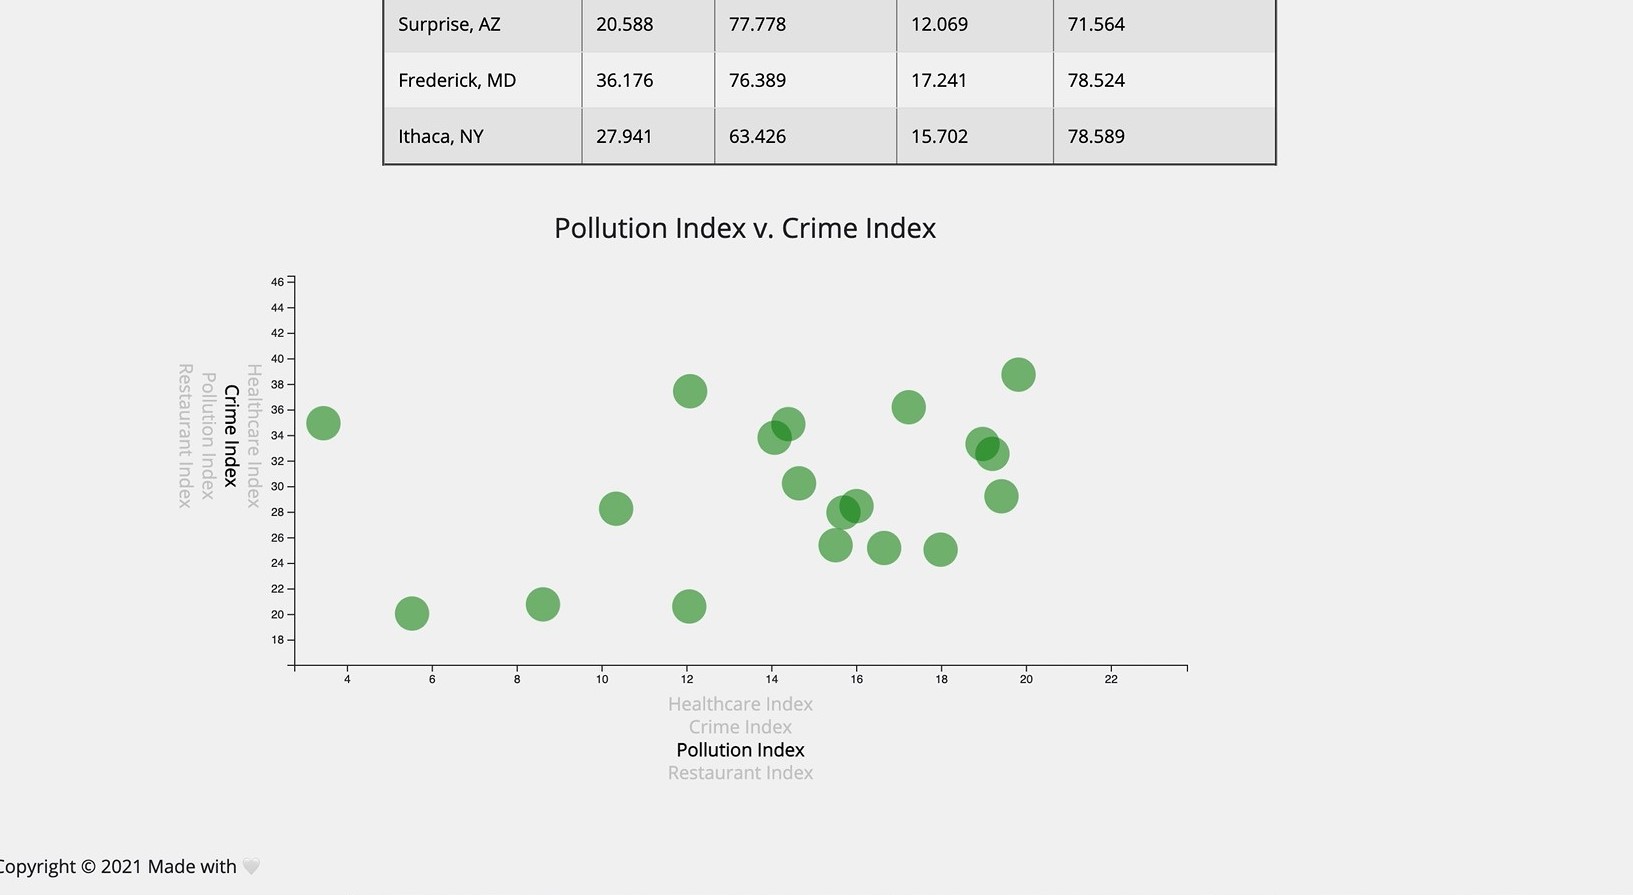 Surprise, AZ 20.588 77.778 12.069 71.564
Frederick, MD 36.176 76.389 17.241 78.524
Ithaca, NY 27.941 63.426 15.702 78.589
Pollution Index v. Crime Index
46
44
42
40
38
36
34
32
30
28
26
24
22
20
18
Restaurant Index
Pollution Index
Crime Index
Healthcare Index
4 6 8 10 12 14 16 18 20 22
Healthcare Index
Crime Index
Pollution Index
Restaurant Index
Copyright © 2021 Made with 🤍